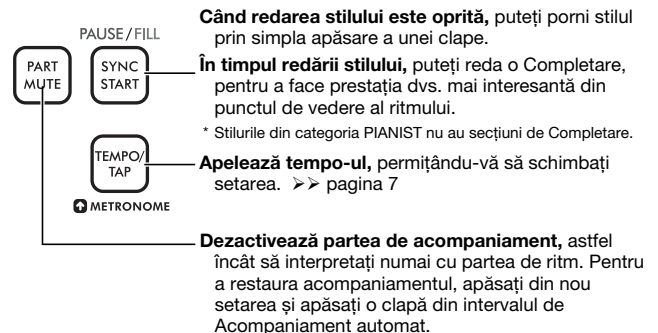 PAUSE/FILL
PART
MUTE
SYNC
START
Când redarea stilului este oprită, puteți porni stilul
prin simpla apăsare a unei clape.
În timpul redării stilului, puteți reda o Completare,
pentru a face prestația dvs. mai interesantă din
punctul de vedere al ritmului.
* Stilurile din categoria PIANIST nu au secțiuni de Completare.
TEMPO/
TAP
METRONOME
Apelează tempo-ul, permițându-vă să schimbați
setarea. ➢➢ pagina 7
Dezactivează partea de acompaniament, astfel
încât să interpretați numai cu partea de ritm. Pentru
a restaura acompaniamentul, apăsați din nou
setarea și apăsați o clapă din intervalul de
Acompaniament automat.